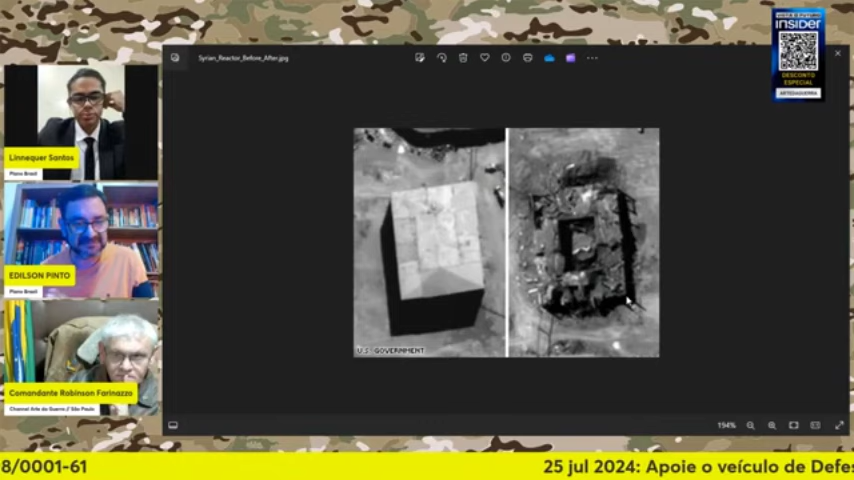 Syrian_Reactor_Before_After.jpg
insider
DESCONTO
ESPECIAL
ARTEDAGUERRA
Linnequer Santos
Plano Brasil
EDILSON PINTO
Plano Brasil
U.S. GOVERNMENT
Comandante Robinson Farinazzo
Channel Arte da Guerra // São Paulo
194%
8/0001-61
25 jul 2024: Apoie o veículo de Defes